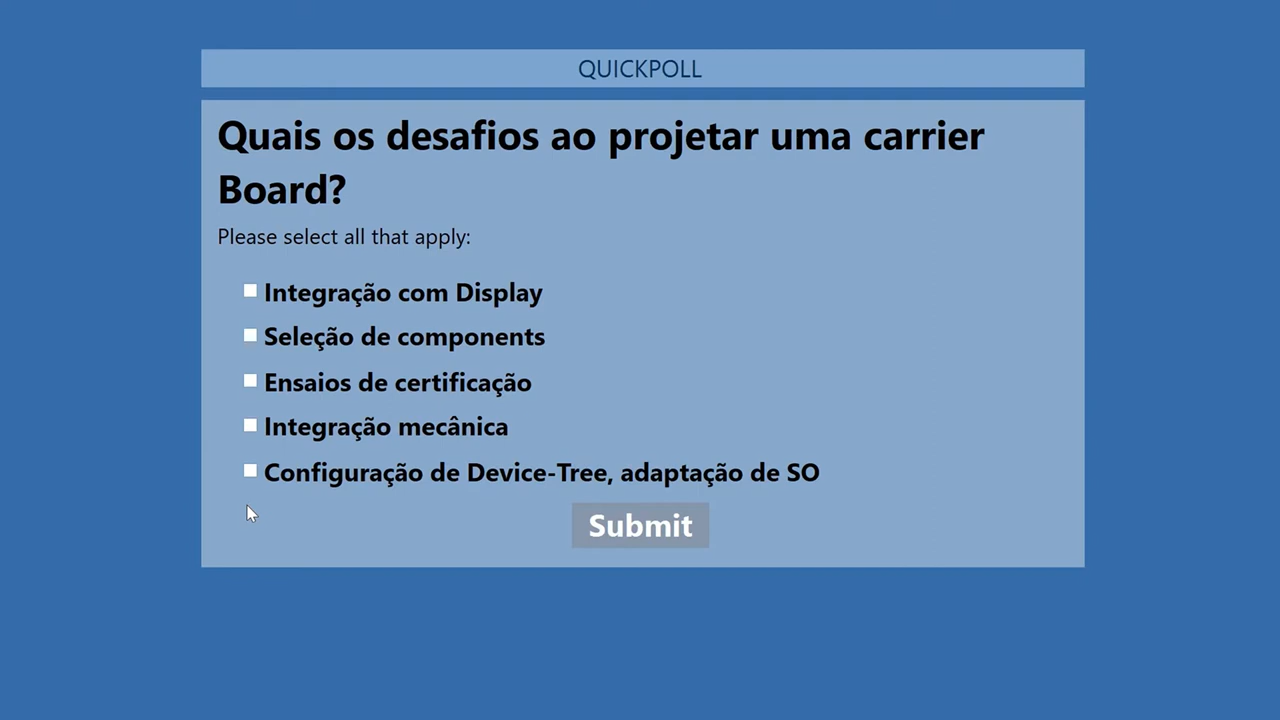 QUICKPOLL
Quais os desafios ao projetar uma carrier
Board?
Please select all that apply:
Integração com Display
Seleção de components
Ensaios de certificação
Integração mecânica
Configuração de Device-Tree, adaptação de SO
Submit